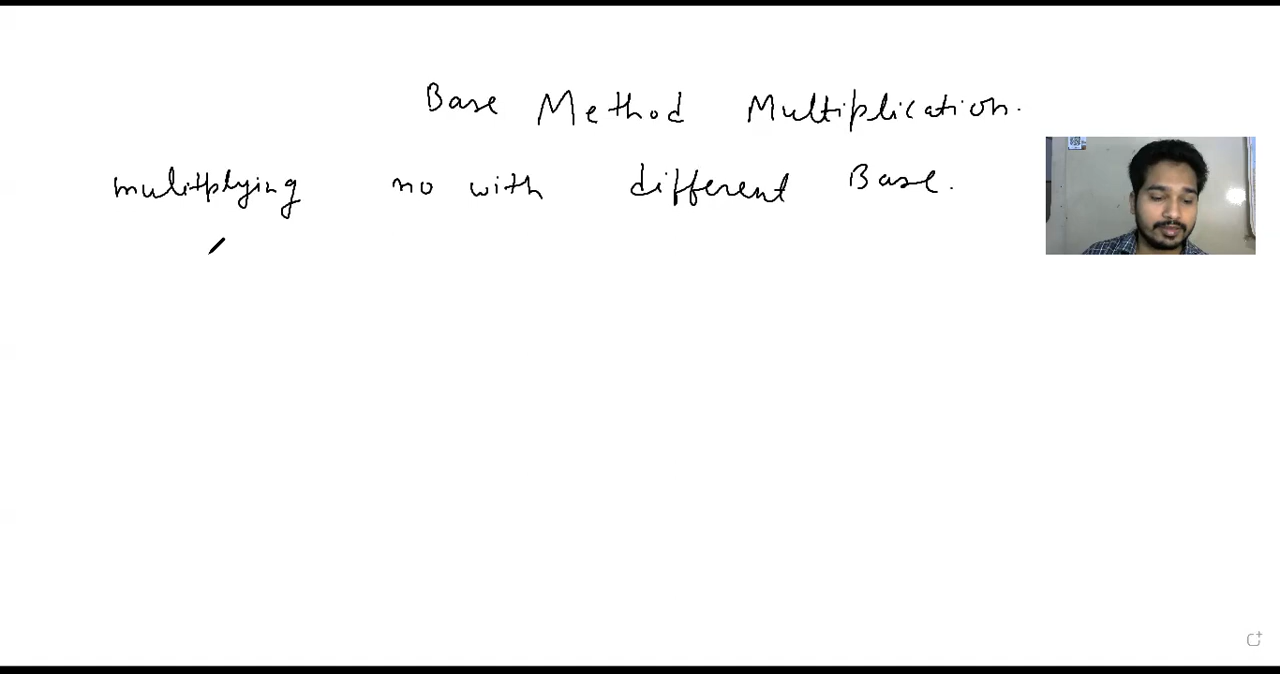 Base Method Multiplication.
mulitplying no with different Base.